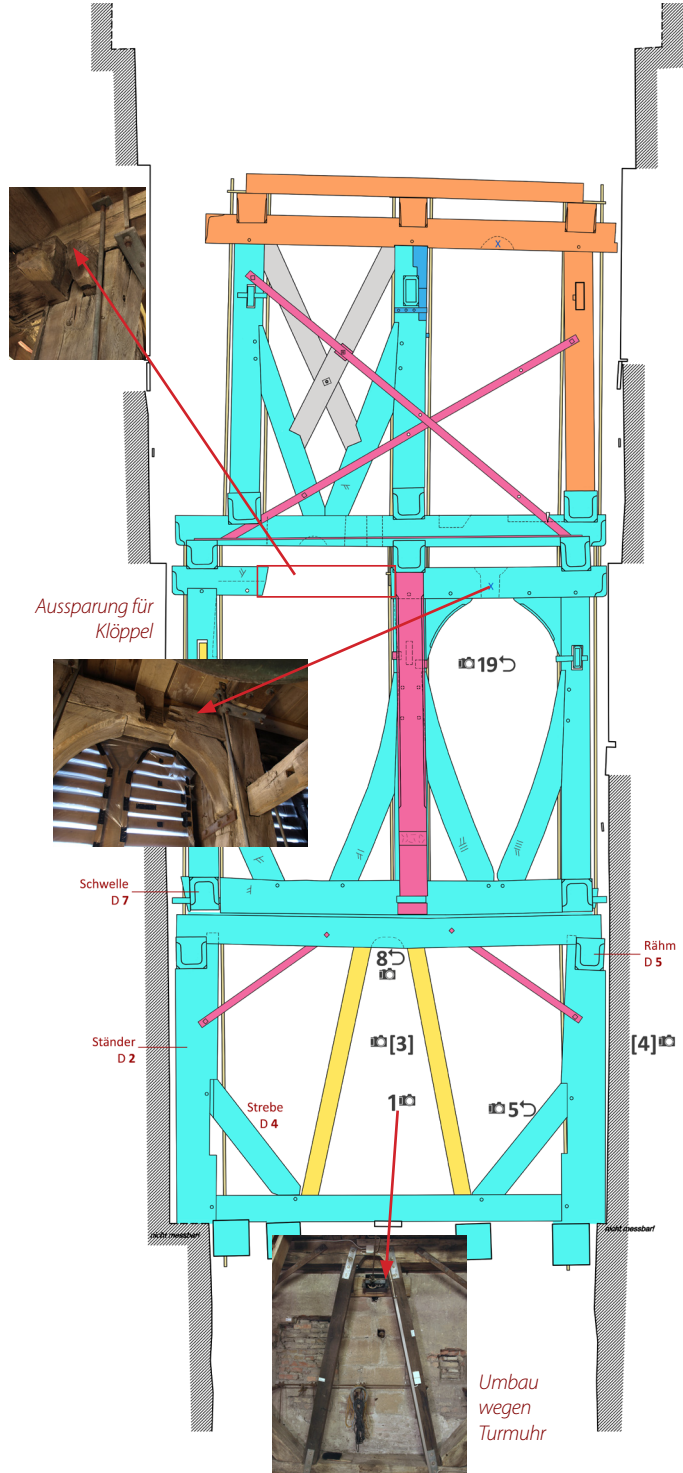 X
Aussparung für
Klöppel
X
19
Schwelle
D 7
8
Rähm
D 5
Ständer
D 2
[3]
[4]
Strebe
D 4
1
5
nicht messbar!
nicht messbar!
Umbau
wegen
Turmuhr